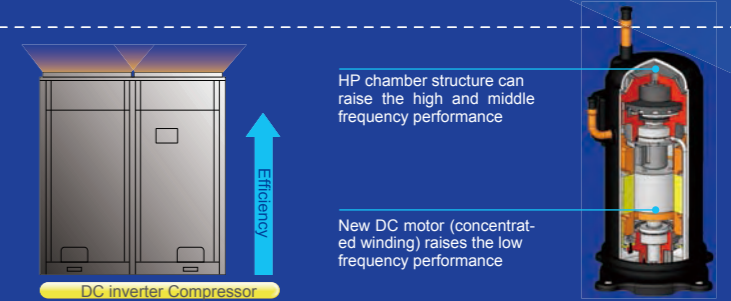 HP chamber structure can
raise the high and middle
frequency performance
Efficiency
New DC motor (concentrat-
ed winding) raises the low
frequency performance
DC inverter Compressor